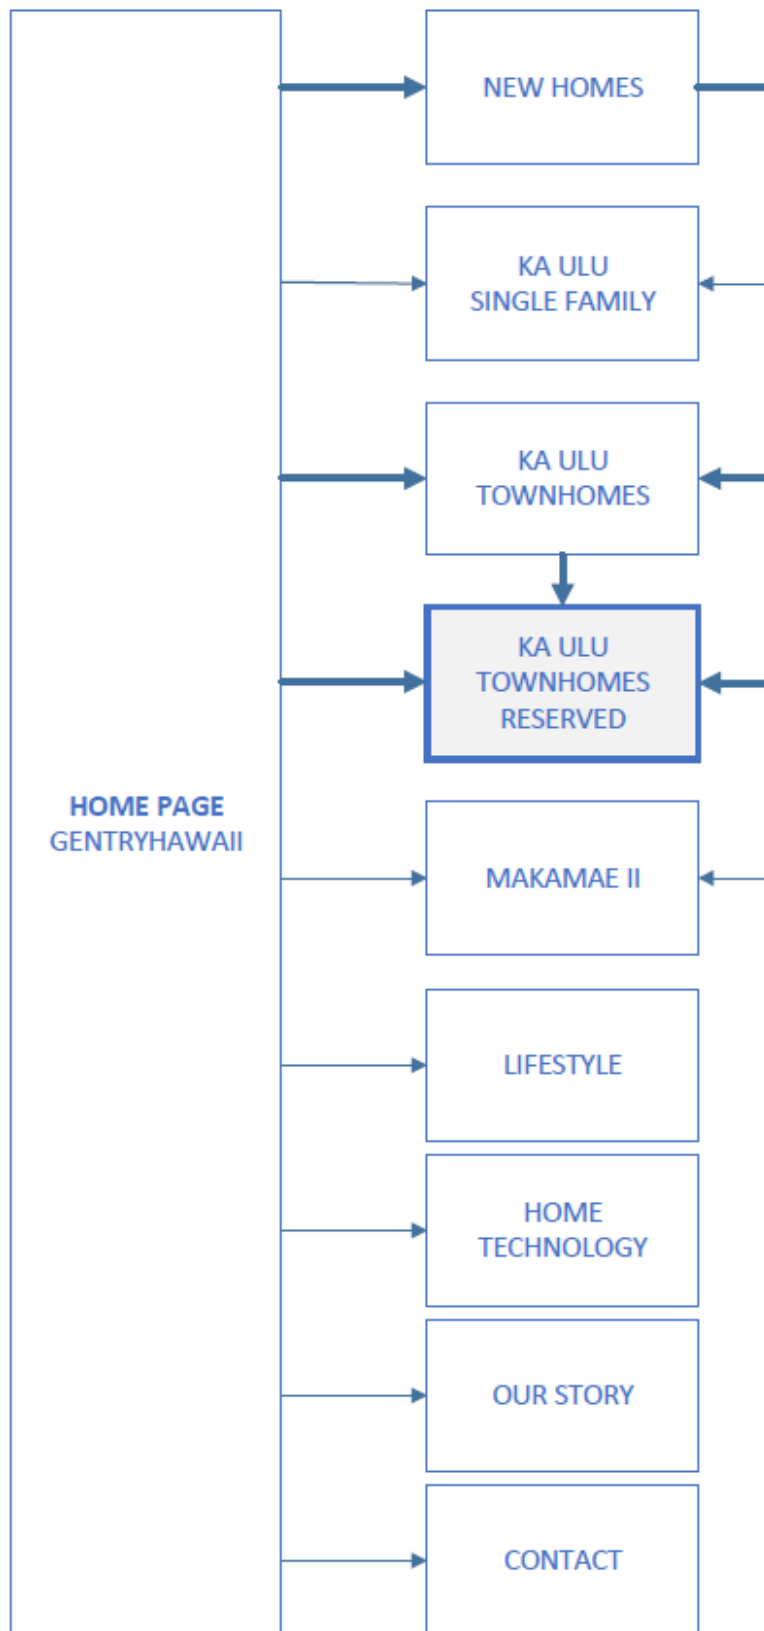 NEW HOMES
KA ULU
SINGLE FAMILY
KA ULU
TOWNHOMES
KA ULU
TOWNHOMES
RESERVED
HOME PAGE
GENTRYHAWAII
MAKAMAE II
LIFESTYLE
HOME
TECHNOLOGY
OUR STORY
CONTACT